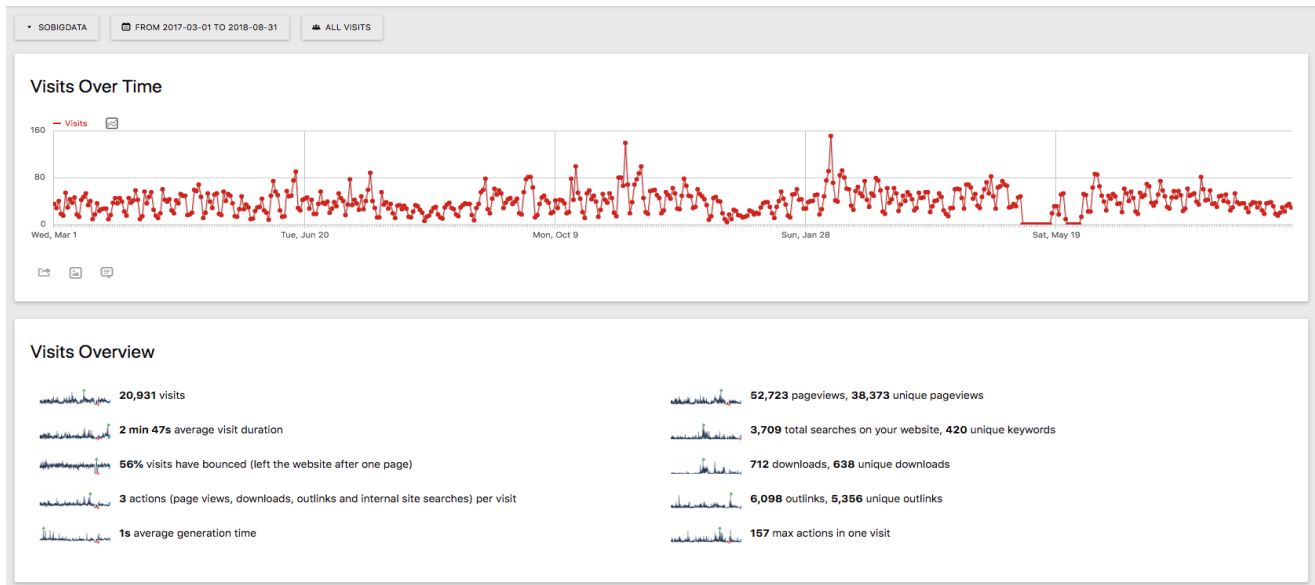 SOBIGDATA FROM 2017-03-01 TO 2018-08-31 ALL VISITS
Visits Over Time
Visits
160
80
0
Wed, Mar 1 Tue, Jun 20 Mon, Oct 9 Sun, Jan 28 Sat, May 19
Visits Overview
20,931 visits
2 min 47s average visit duration
56% visits have bounced (left the website after one page)
3 actions (page views, downloads, outlinks and internal site searches) per visit
1s average generation time
52,723 pageviews, 38,373 unique pageviews
3,709 total searches on your website, 420 unique keywords
712 downloads, 638 unique downloads
6,098 outlinks, 5,356 unique outlinks
157 max actions in one visit